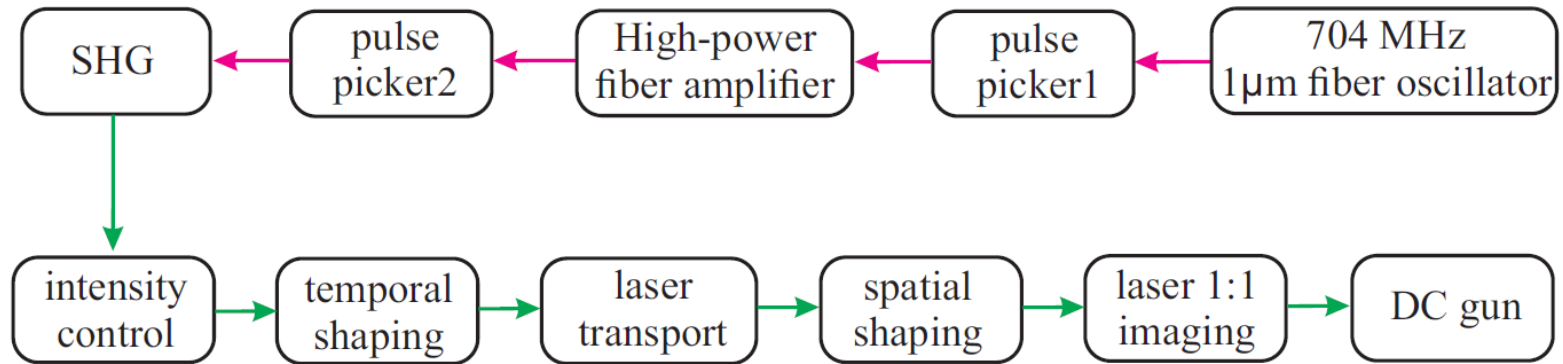 SHG
pulse
picker2
High-power
fiber amplifier
pulse
picker1
704 MHz
1μm fiber oscillator
intensity
control
temporal
shaping
laser
transport
spatial
shaping
laser 1:1
imaging
DC gun